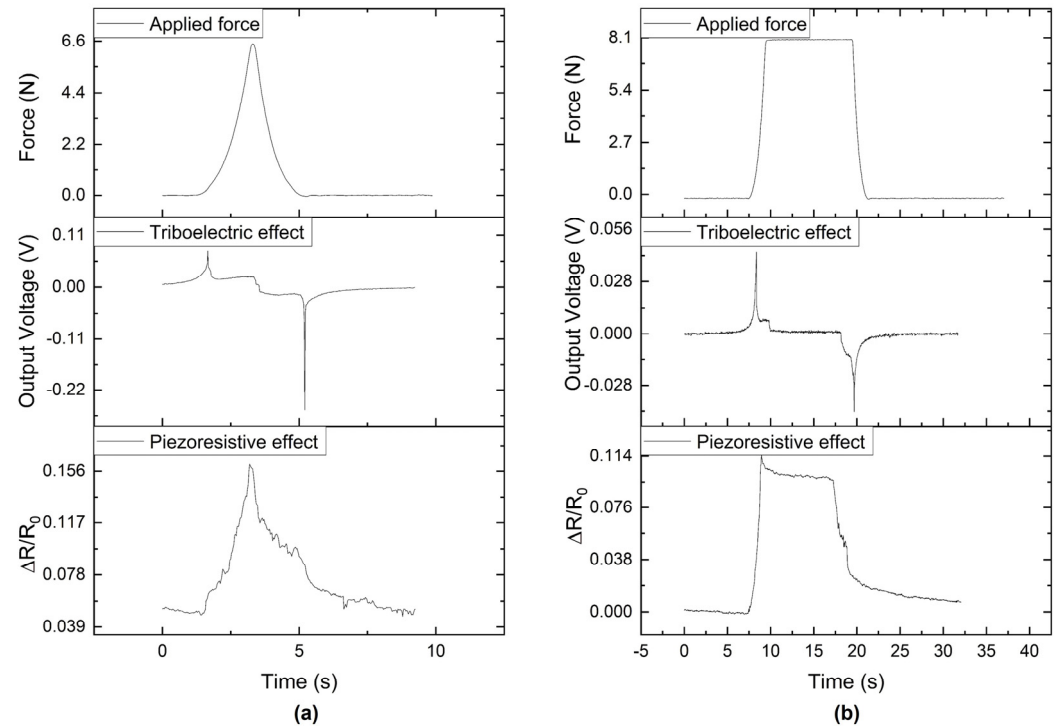 Applied force
6.6
4.4
2.2
0.0
Force (N)
Triboelectric effect
0.11
0.00
-0.11
-0.22
Output Voltage (V)
Piezoresistive effect
0.156
0.117
0.078
0.039
ΔR/R0
0 5 10
Time (s)
(a)
Applied force
8.1
5.4
2.7
0.0
Force (N)
Triboelectric effect
0.056
0.028
0.000
-0.028
Output Voltage (V)
Piezoresistive effect
0.114
0.076
0.038
0.000
ΔR/R0
-5 0 5 10 15 20 25 30 35 40
Time (s)
(b)